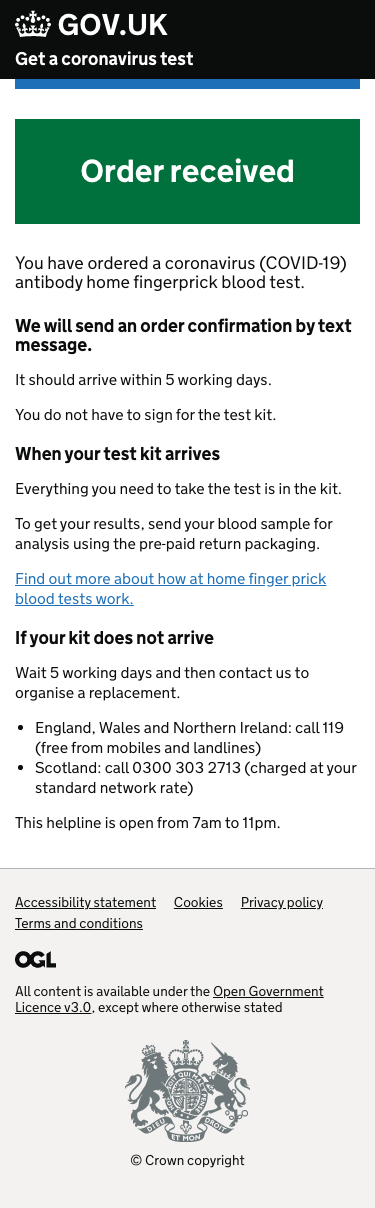 GOV.UK
Get a coronavirus test
Order received
You have ordered a coronavirus (COVID-19)
antibody home fingerprick blood test.
We will send an order confirmation by text
message.
It should arrive within 5 working days.
You do not have to sign for the test kit.
When your test kit arrives
Everything you need to take the test is in the kit.
To get your results, send your blood sample for
analysis using the pre-paid return packaging.
Find out more about how at home finger prick
blood tests work.
If your kit does not arrive
Wait 5 working days and then contact us to
organise a replacement.
• England, Wales and Northern Ireland: call 119
(free from mobiles and landlines)
• Scotland: call 0300 303 2713 (charged at your
standard network rate)
This helpline is open from 7am to 11pm.
Accessibility statement Cookies Privacy policy
Terms and conditions
OGL
All content is available under the Open Government
Licence v3.0, except where otherwise stated
DIEU ET MON DROIT
© Crown copyright